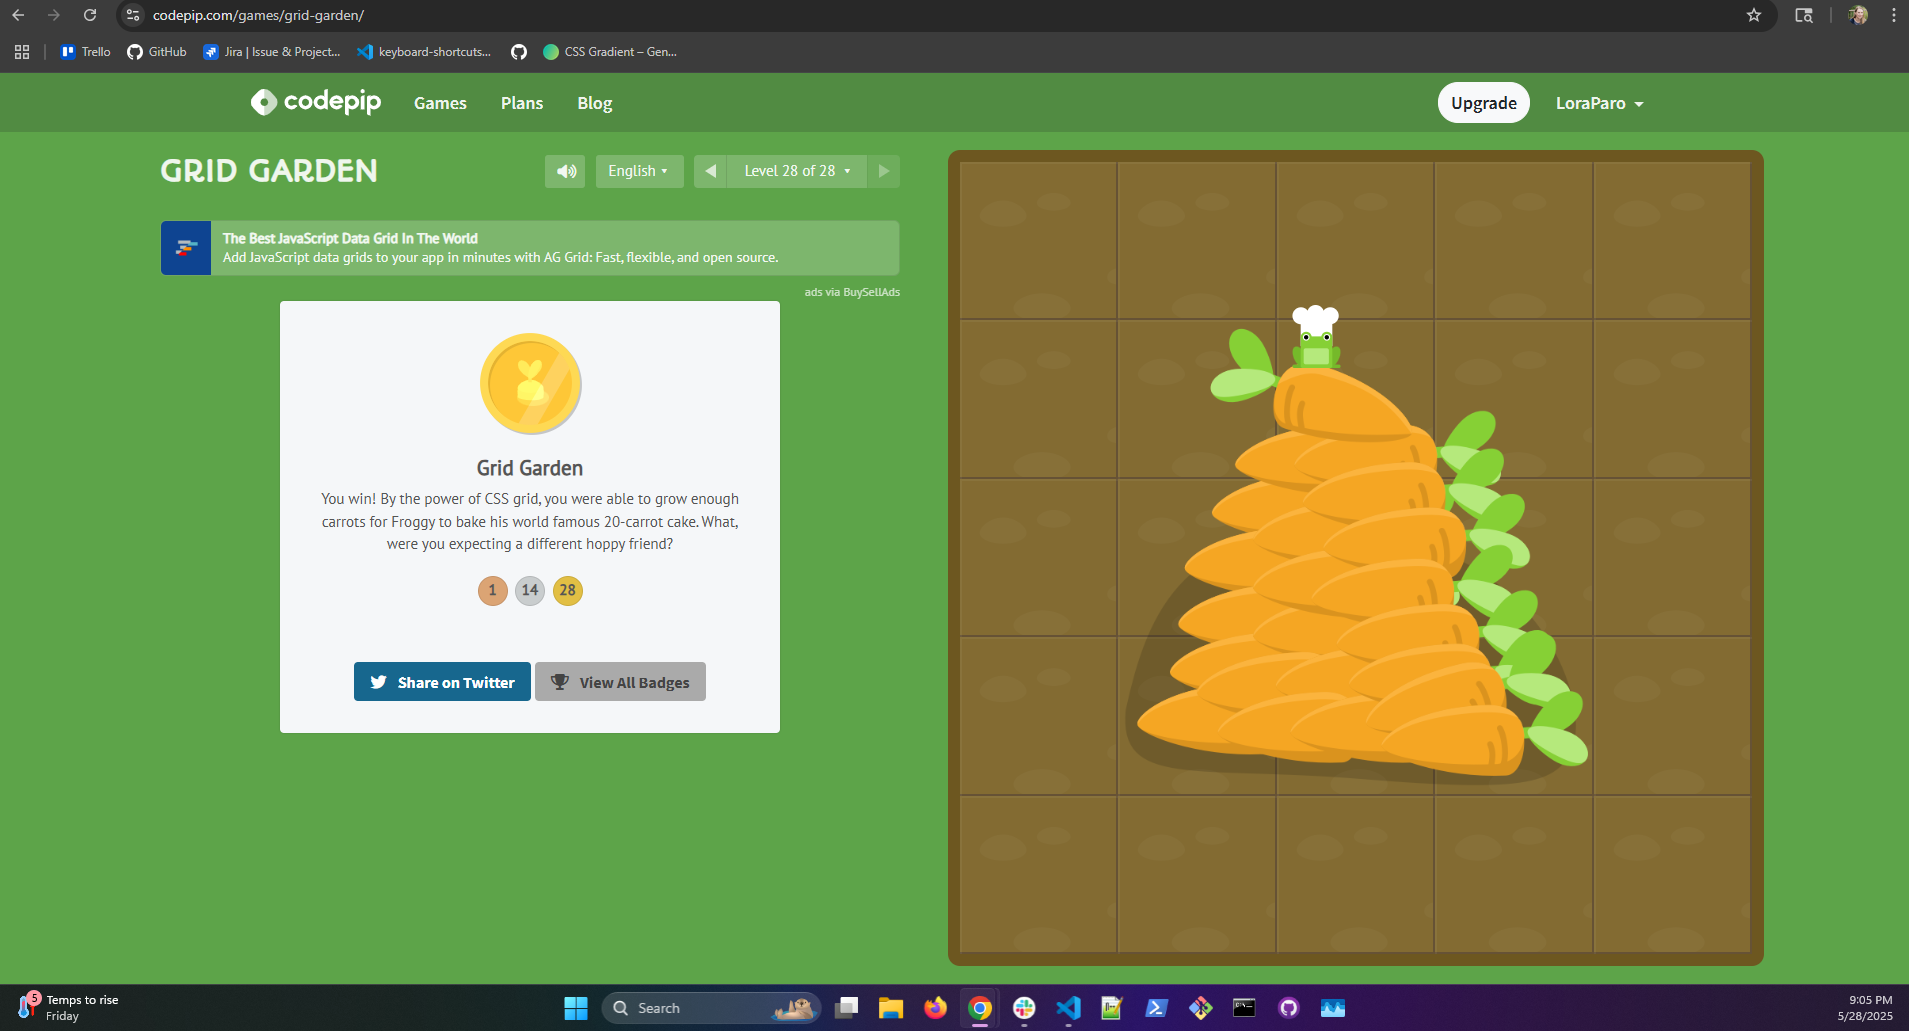 codepip.com/games/grid-garden/
Trello
GitHub
Jira | Issue & Project...
keyboard-shortcuts...
CSS Gradient – Gen...
codepip
Games
Plans
Blog
Upgrade
LoraParo
GRID GARDEN
English
Level 28 of 28
The Best JavaScript Data Grid In The World
Add JavaScript data grids to your app in minutes with AG Grid: Fast, flexible, and open source.
ads via BuySellAds
Grid Garden
You win! By the power of CSS grid, you were able to grow enough
carrots for Froggy to bake his world famous 20-carrot cake. What,
were you expecting a different hoppy friend?
1 14 28
Share on Twitter
View All Badges
5
Temps to rise
Friday
Search
9:05 PM
5/28/2025